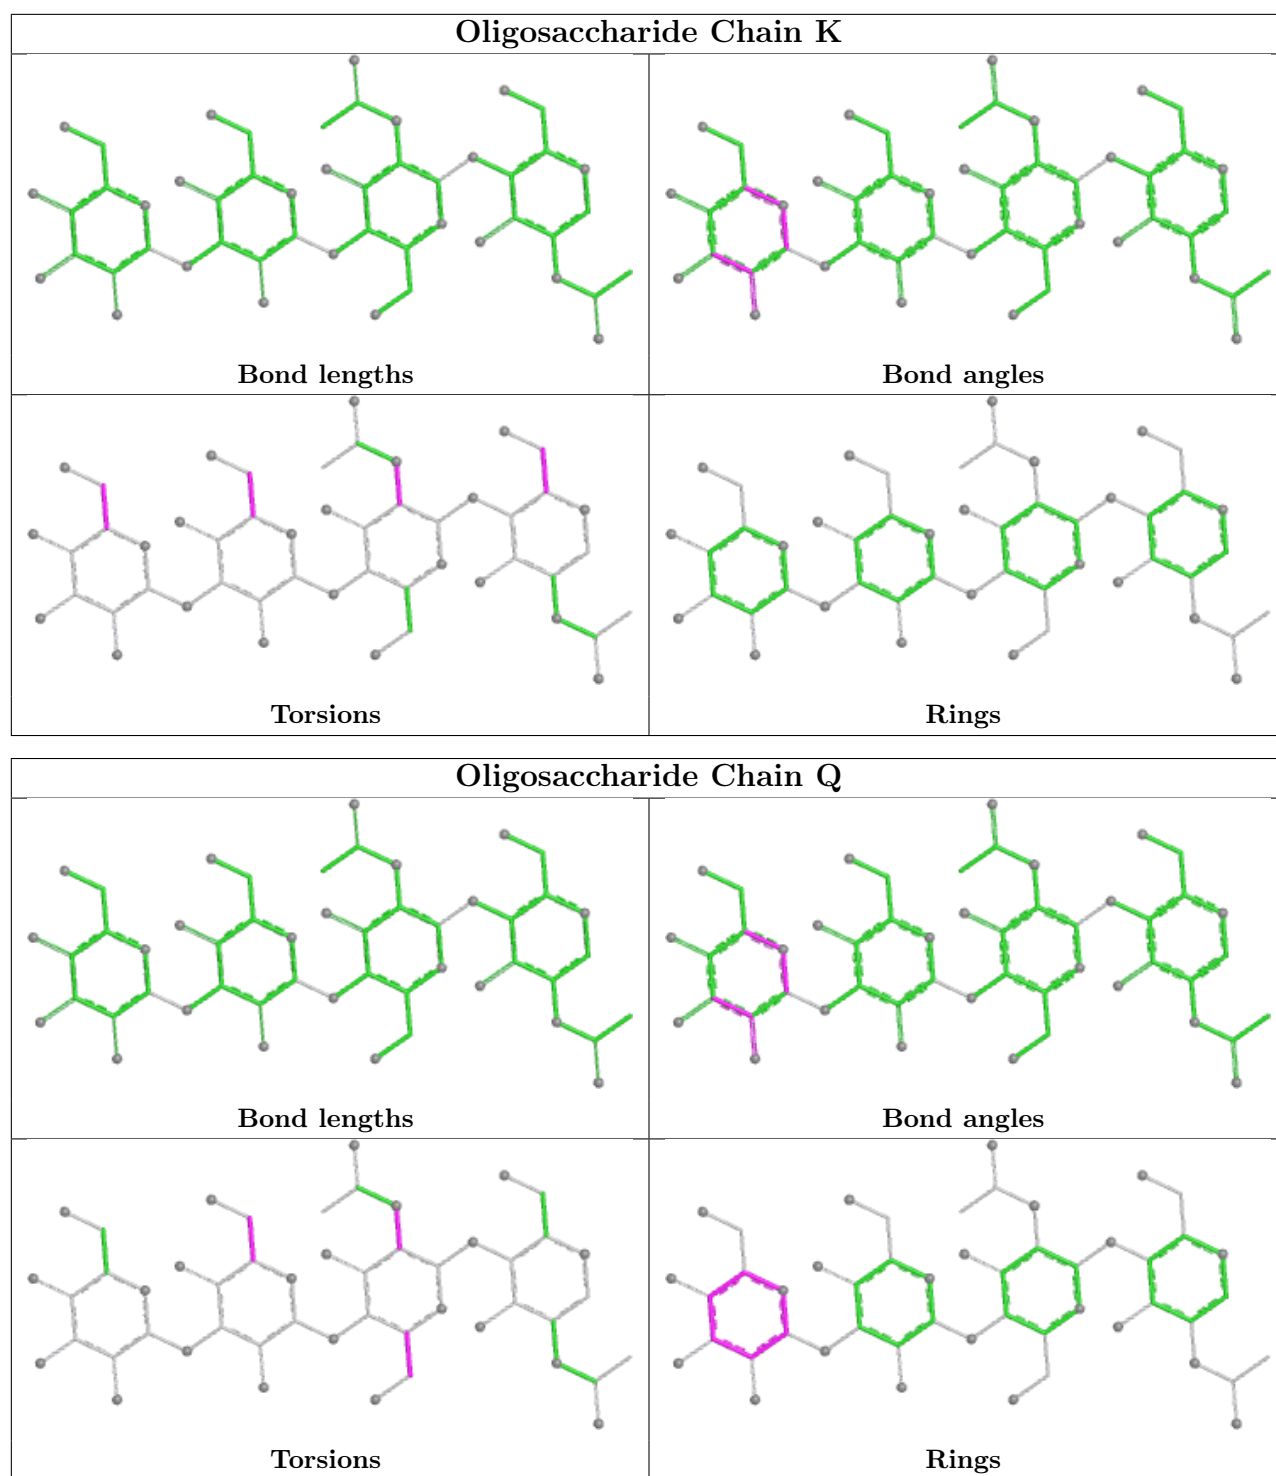 Oligosaccharide Chain K
Bond lengths
Bond angles
Torsions
Rings
Oligosaccharide Chain Q
Bond lengths
Bond angles
Torsions
Rings